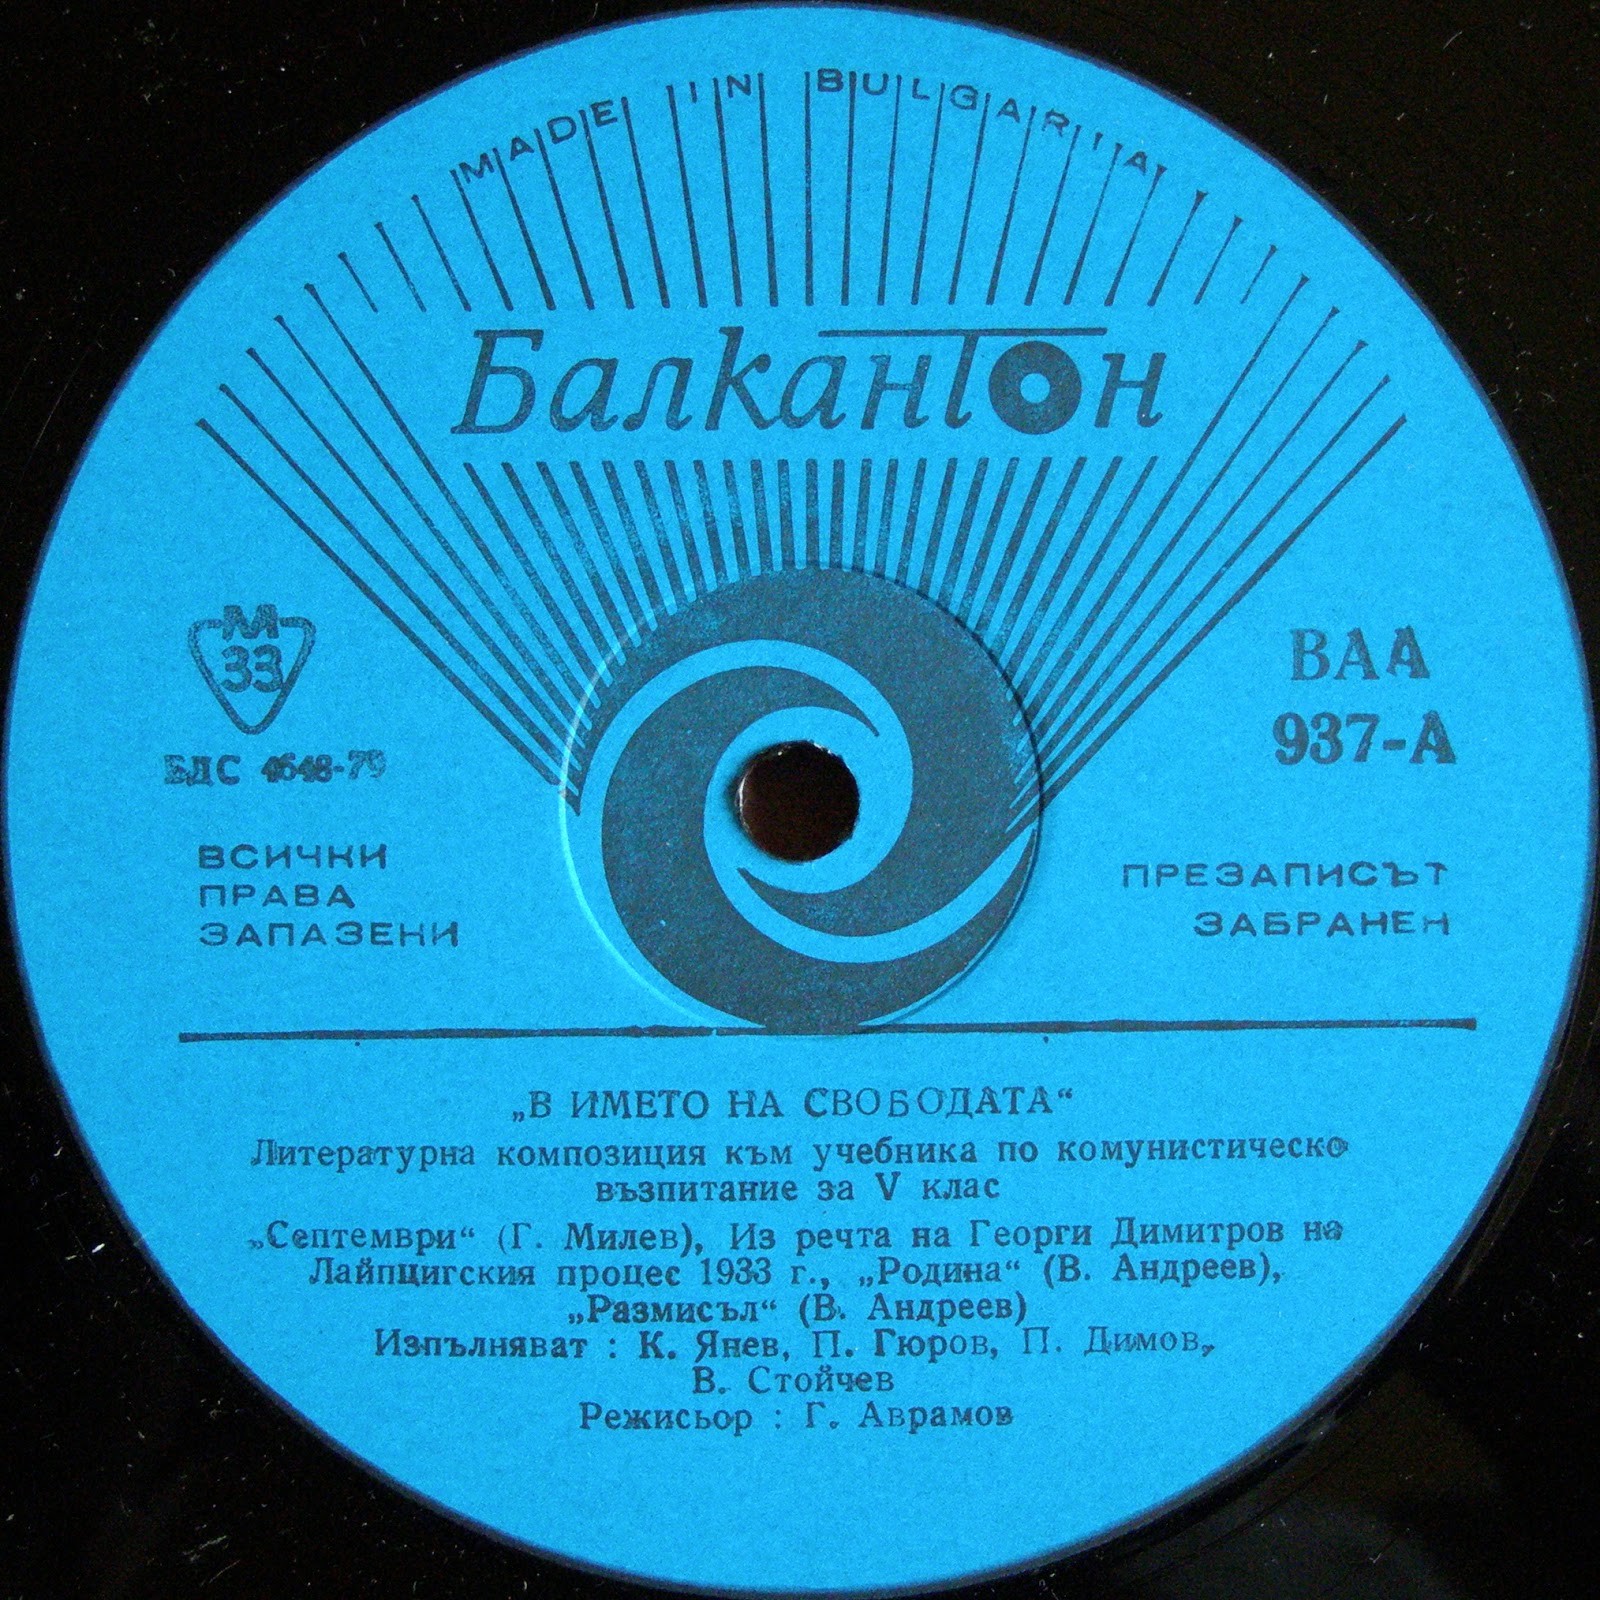 MADE IN BULGARIA
Балкантон
М
33
БДС 4648-79
ВАА
937-А
ВСИЧКИ
ПРАВА
ЗАПАЗЕНИ
ПРЕЗАПИСЪТ
ЗАБРАНЕН
„В ИМЕТО НА СВОБОДАТА“
Литературна композиция към учебника по комунистическо
възпитание за V клас
„Септември“ (Г. Милев), Из речта на Георги Димитров на
Лайпцигския процес 1933 г., „Родина“ (В. Андреев),
„Размисъл“ (В. Андреев)
Изпълняват : К. Янев, П. Гюров, П. Димов,
В. Стойчев
Режисьор : Г. Аврамов